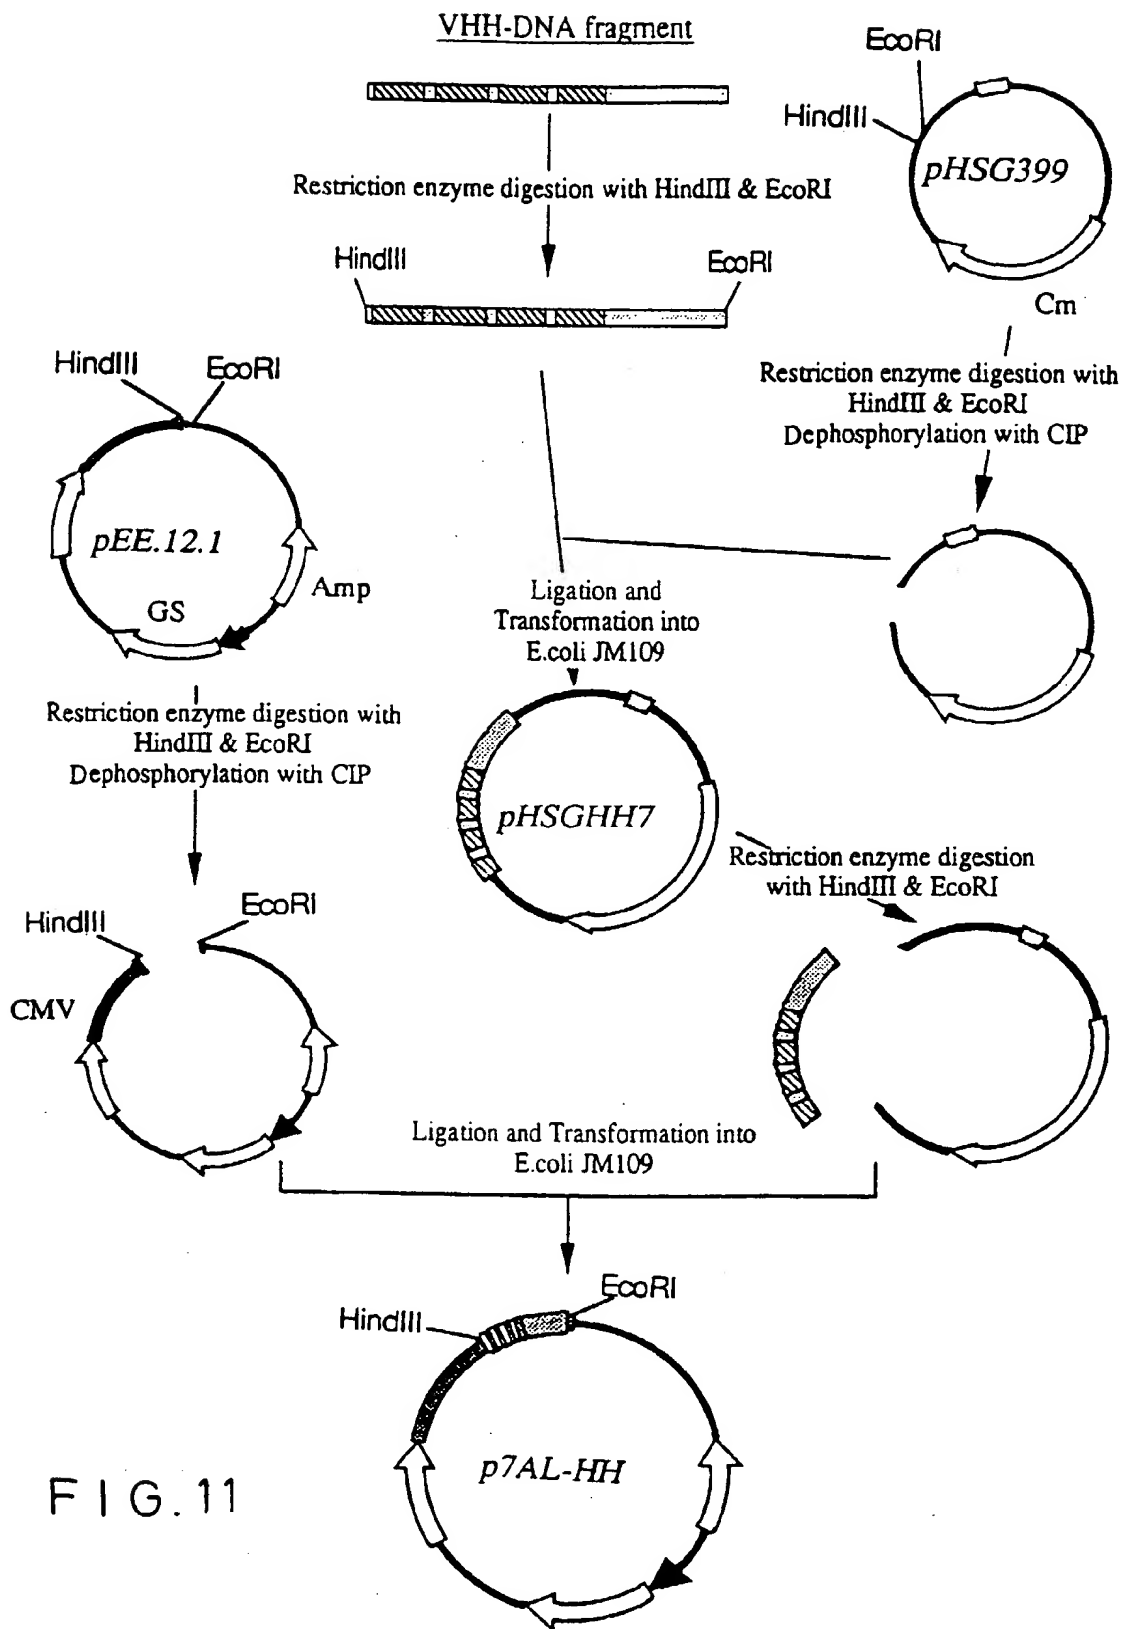 VHH-DNA fragment
EcoRI
HindIII
pHSG399
Cm
Restriction enzyme digestion with HindIII & EcoRI
HindIII
EcoRI
Restriction enzyme digestion with
HindIII & EcoRI
Dephosphorylation with CIP
HindIII
EcoRI
pEE.12.1
GS
Amp
Ligation and
Transformation into
E.coli JM109
Restriction enzyme digestion with
HindIII & EcoRI
Dephosphorylation with CIP
pHSGHH7
Restriction enzyme digestion
with HindIII & EcoRI
HindIII
EcoRI
CMV
Ligation and Transformation into
E.coli JM109
HindIII
EcoRI
p7AL-HH
FIG.11